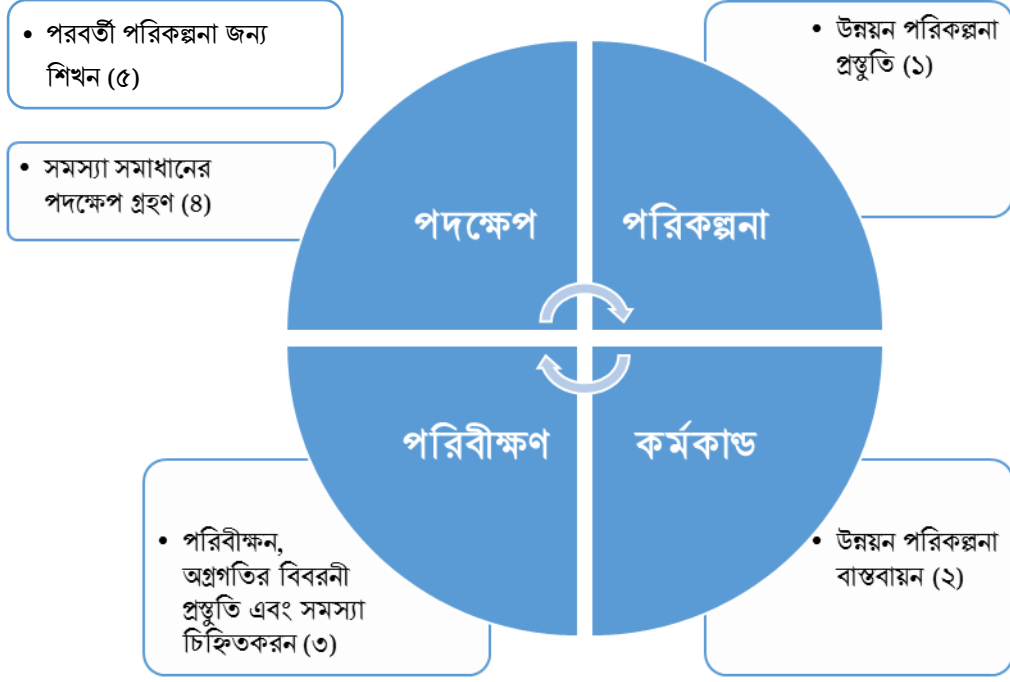 • পরবর্তী পরিকল্পনা জন্য
শিখন (৫)
• উন্নয়ন পরিকল্পনা
প্রস্তুতি (১)
• সমস্যা সমাধানের
পদক্ষেপ গ্রহণ (৪)
পদক্ষেপ
পরিকল্পনা
পরিবীক্ষণ
কর্মকাণ্ড
• পরিবীক্ষন,
অগ্রগতির বিবরনী
প্রস্তুতি এবং সমস্যা
চিহ্নিতকরন (৩)
• উন্নয়ন পরিকল্পনা
বাস্তবায়ন (২)